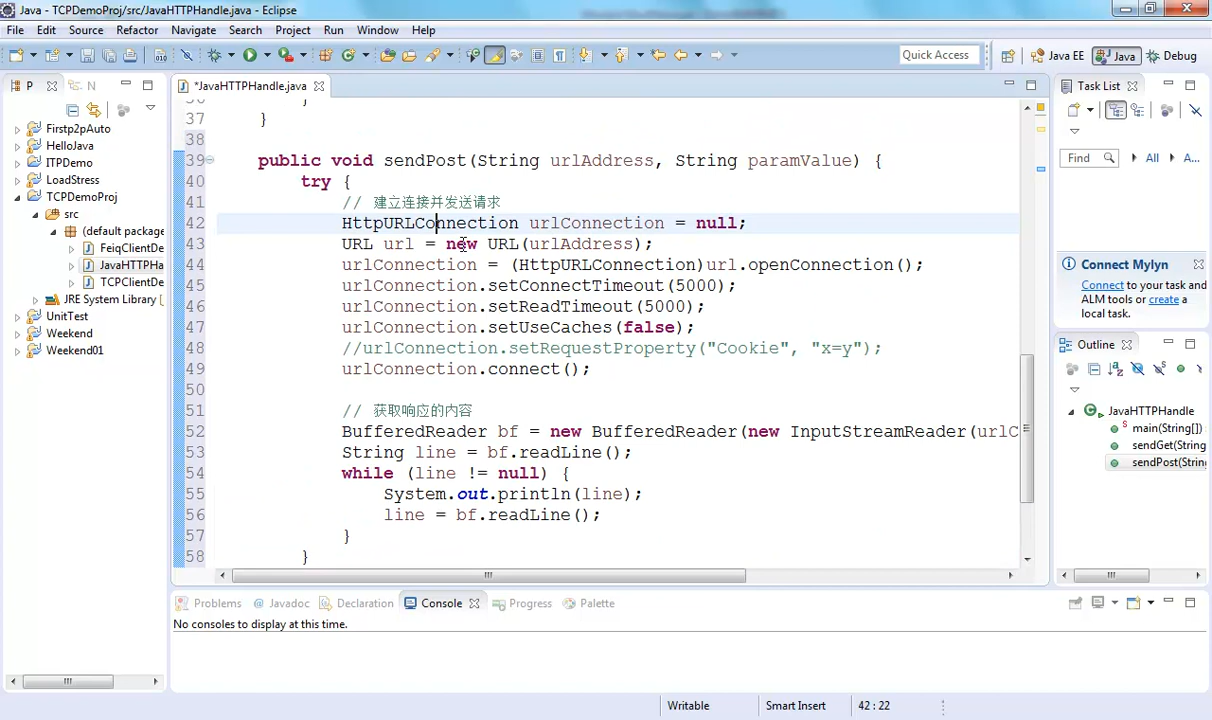 Java - TCPDemoProj/src/JavaHTTPHandle.java - Eclipse
File Edit Source Refactor Navigate Search Project Run Window Help
Quick Access Java EE Java Debug
P N
Firstp2pAuto
HelloJava
ITPDemo
LoadStress
TCPDemoProj
src
(default package
FeiqClientDe
JavaHTTPHa
TCPClientDe
JRE System Library
UnitTest
Weekend
Weekend01
*JavaHTTPHandle.java
36 }
37 }
38
39 public void sendPost(String urlAddress, String paramValue) {
40 try {
41 // 建立连接并发送请求
42 HttpURLConnection urlConnection = null;
43 URL url = new URL(urlAddress);
44 urlConnection = (HttpURLConnection)url.openConnection();
45 urlConnection.setConnectTimeout(5000);
46 urlConnection.setReadTimeout(5000);
47 urlConnection.setUseCaches(false);
48 //urlConnection.setRequestProperty("Cookie", "x=y");
49 urlConnection.connect();
50
51 // 获取响应的内容
52 BufferedReader bf = new BufferedReader(new InputStreamReader(urlC
53 String line = bf.readLine();
54 while (line != null) {
55 System.out.println(line);
56 line = bf.readLine();
57 }
58 }
Task List
Find All A...
Connect Mylyn
Connect to your task and
ALM tools or create a
local task.
Outline
JavaHTTPHandle
main(String[])
sendGet(String
sendPost(Strin
Problems Javadoc Declaration Console Progress Palette
No consoles to display at this time.
Writable Smart Insert 42 : 22